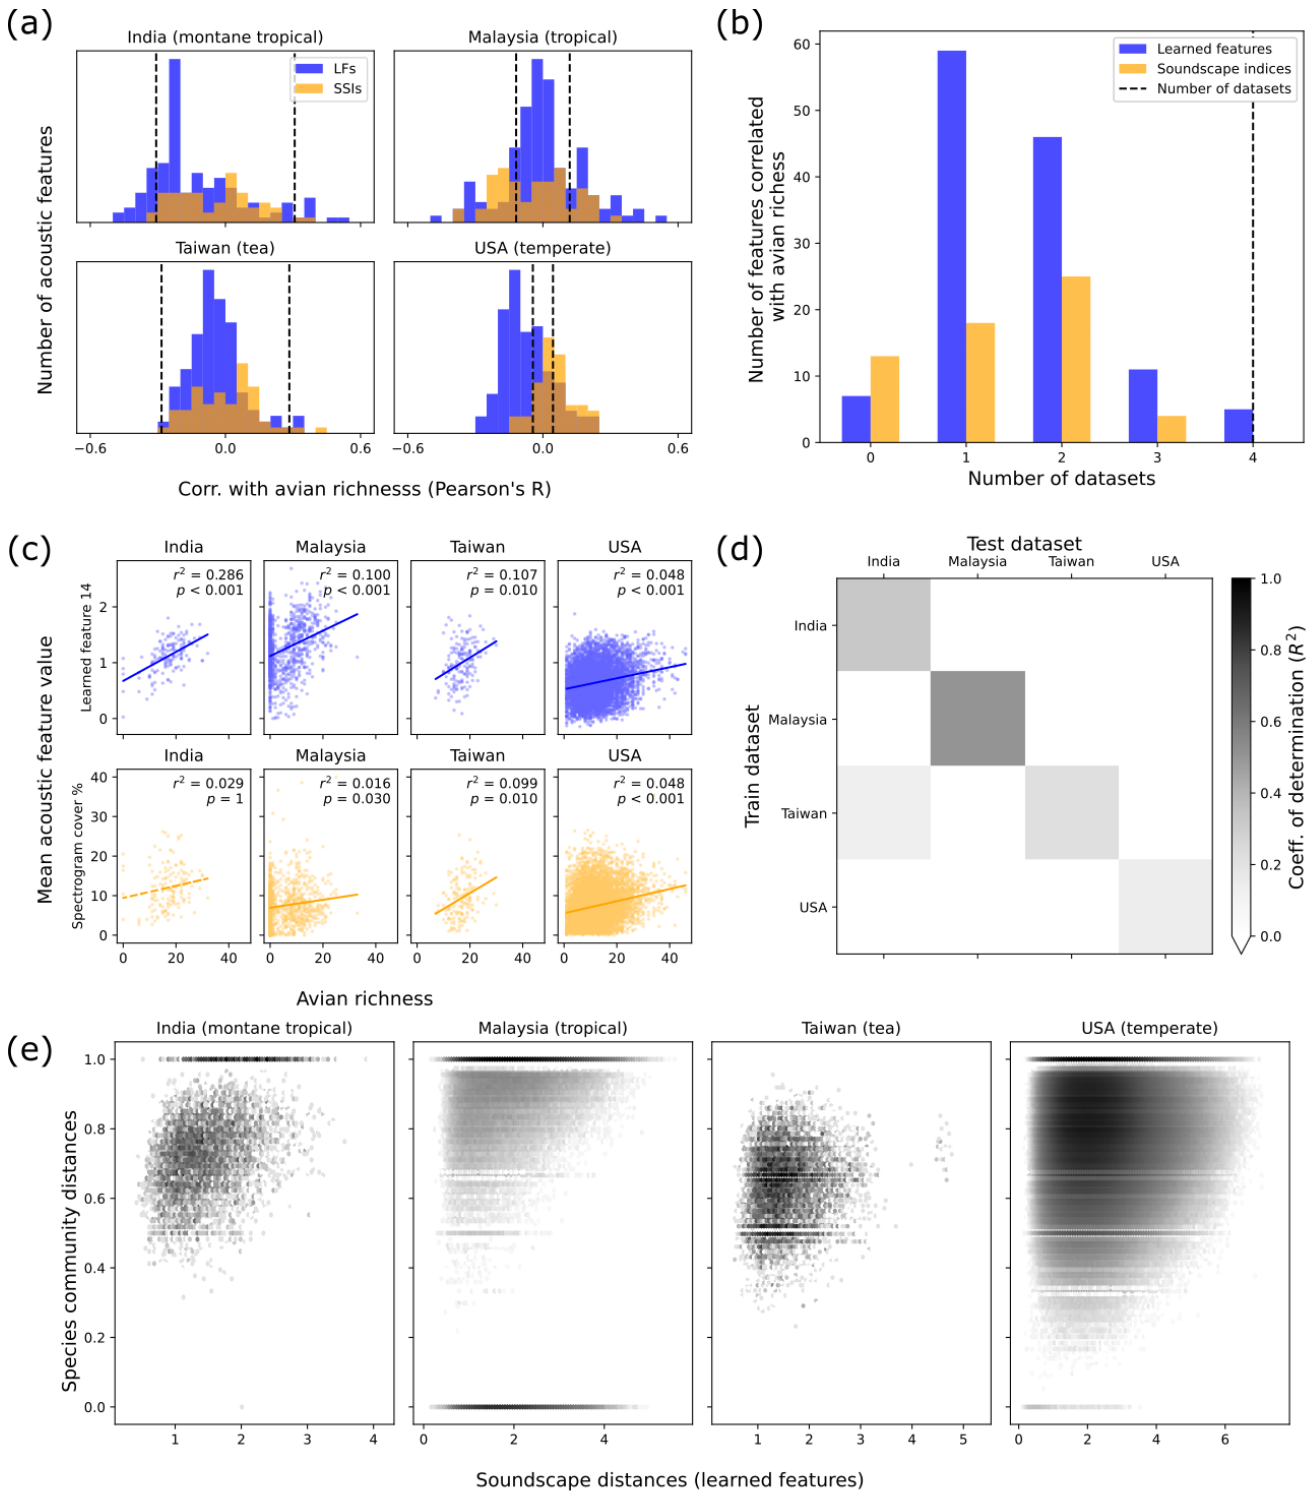 (a)
India (montane tropical)
Malaysia (tropical)
LFs
SSIs
Taiwan (tea)
USA (temperate)
Number of acoustic features
−0.6
0.0
0.6
−0.6
0.0
0.6
Corr. with avian richnesss (Pearson's R)
(b)
Learned features
Soundscape indices
Number of datasets
Number of features correlated
with avian richess
60
50
40
30
20
10
0
0
1
2
3
4
Number of datasets
(c)
India
Malaysia
Taiwan
USA
r² = 0.286
p < 0.001
r² = 0.100
p < 0.001
r² = 0.107
p = 0.010
r² = 0.048
p < 0.001
Learned feature 14
2
1
0
Mean acoustic feature value
India
Malaysia
Taiwan
USA
r² = 0.029
p = 1
r² = 0.016
p = 0.030
r² = 0.099
p = 0.010
r² = 0.048
p < 0.001
Spectrogram cover %
40
30
20
10
0
0
20
40
0
20
40
0
20
40
0
20
40
Avian richness
(d)
Test dataset
India
Malaysia
Taiwan
USA
Train dataset
India
Malaysia
Taiwan
USA
1.0
0.8
0.6
0.4
0.2
0.0
Coeff. of determination (R²)
(e)
India (montane tropical)
Malaysia (tropical)
Taiwan (tea)
USA (temperate)
Species community distances
1.0
0.8
0.6
0.4
0.2
0.0
1
2
3
4
0
2
4
1
2
3
4
5
0
2
4
6
Soundscape distances (learned features)